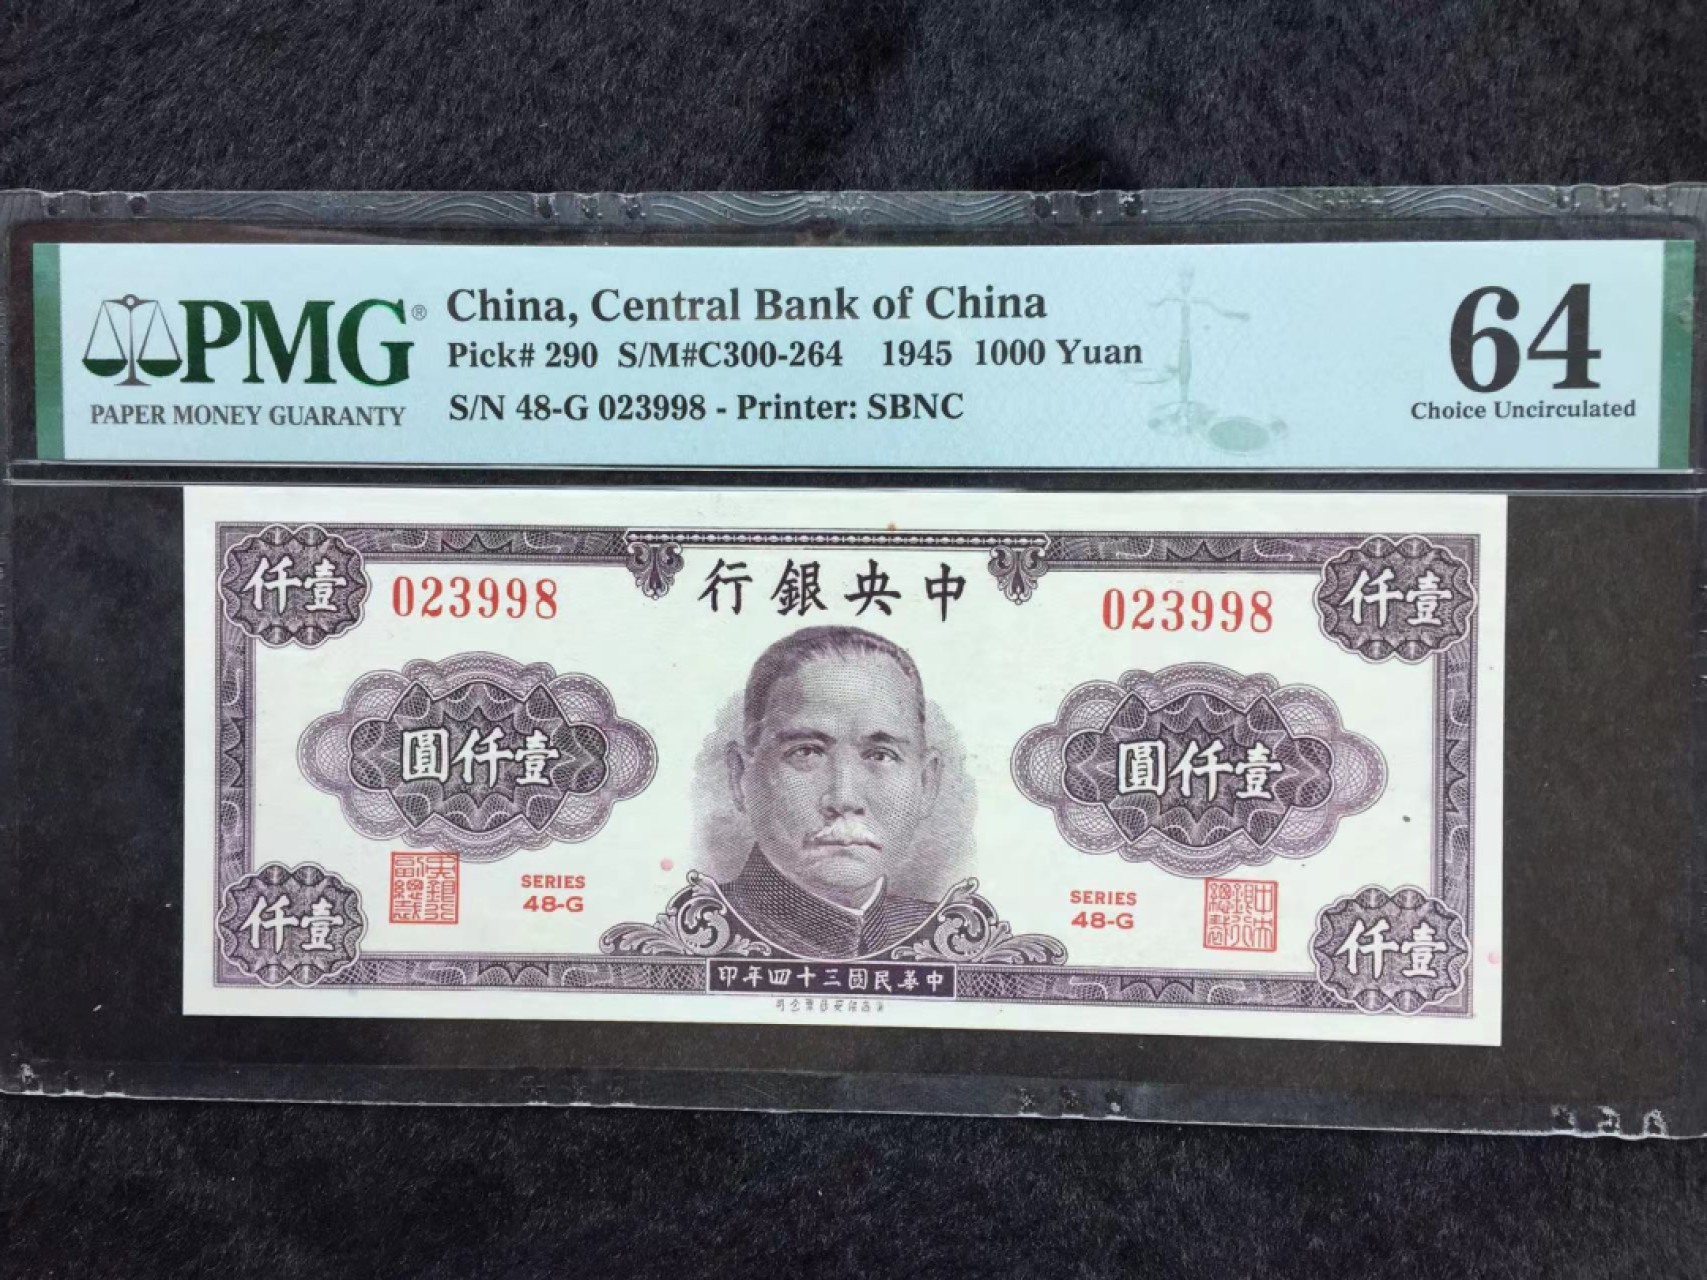 PMG®
PAPER MONEY GUARANTY
China, Central Bank of China
Pick# 290 S/M#C300-264 1945 1000 Yuan
S/N 48-G 023998 - Printer: SBNC
64
Choice Uncirculated
仟壹
023998
行銀央中
023998
仟壹
圓仟壹
圓仟壹
SERIES
48-G
SERIES
48-G
仟壹
仟壹
印年四十三國民華中